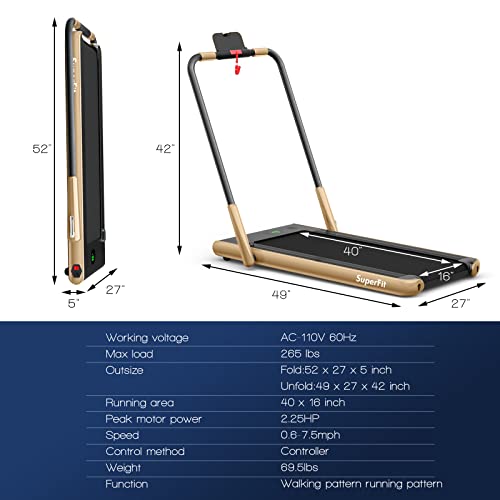 52"
5"
27"
SuperFit
42"
40"
16"
SuperFit
49"
27"
Working voltage AC 110V 60Hz
Max load 265 lbs
Outsize Fold:52 x 27 x 5 inch
Unfold:49 x 27 x 42 inch
Running area 40 x 16 inch
Peak motor power 2.25HP
Speed 0.6-7.5mph
Control method Controller
Weight 69.5lbs
Function Walking pattern running pattern